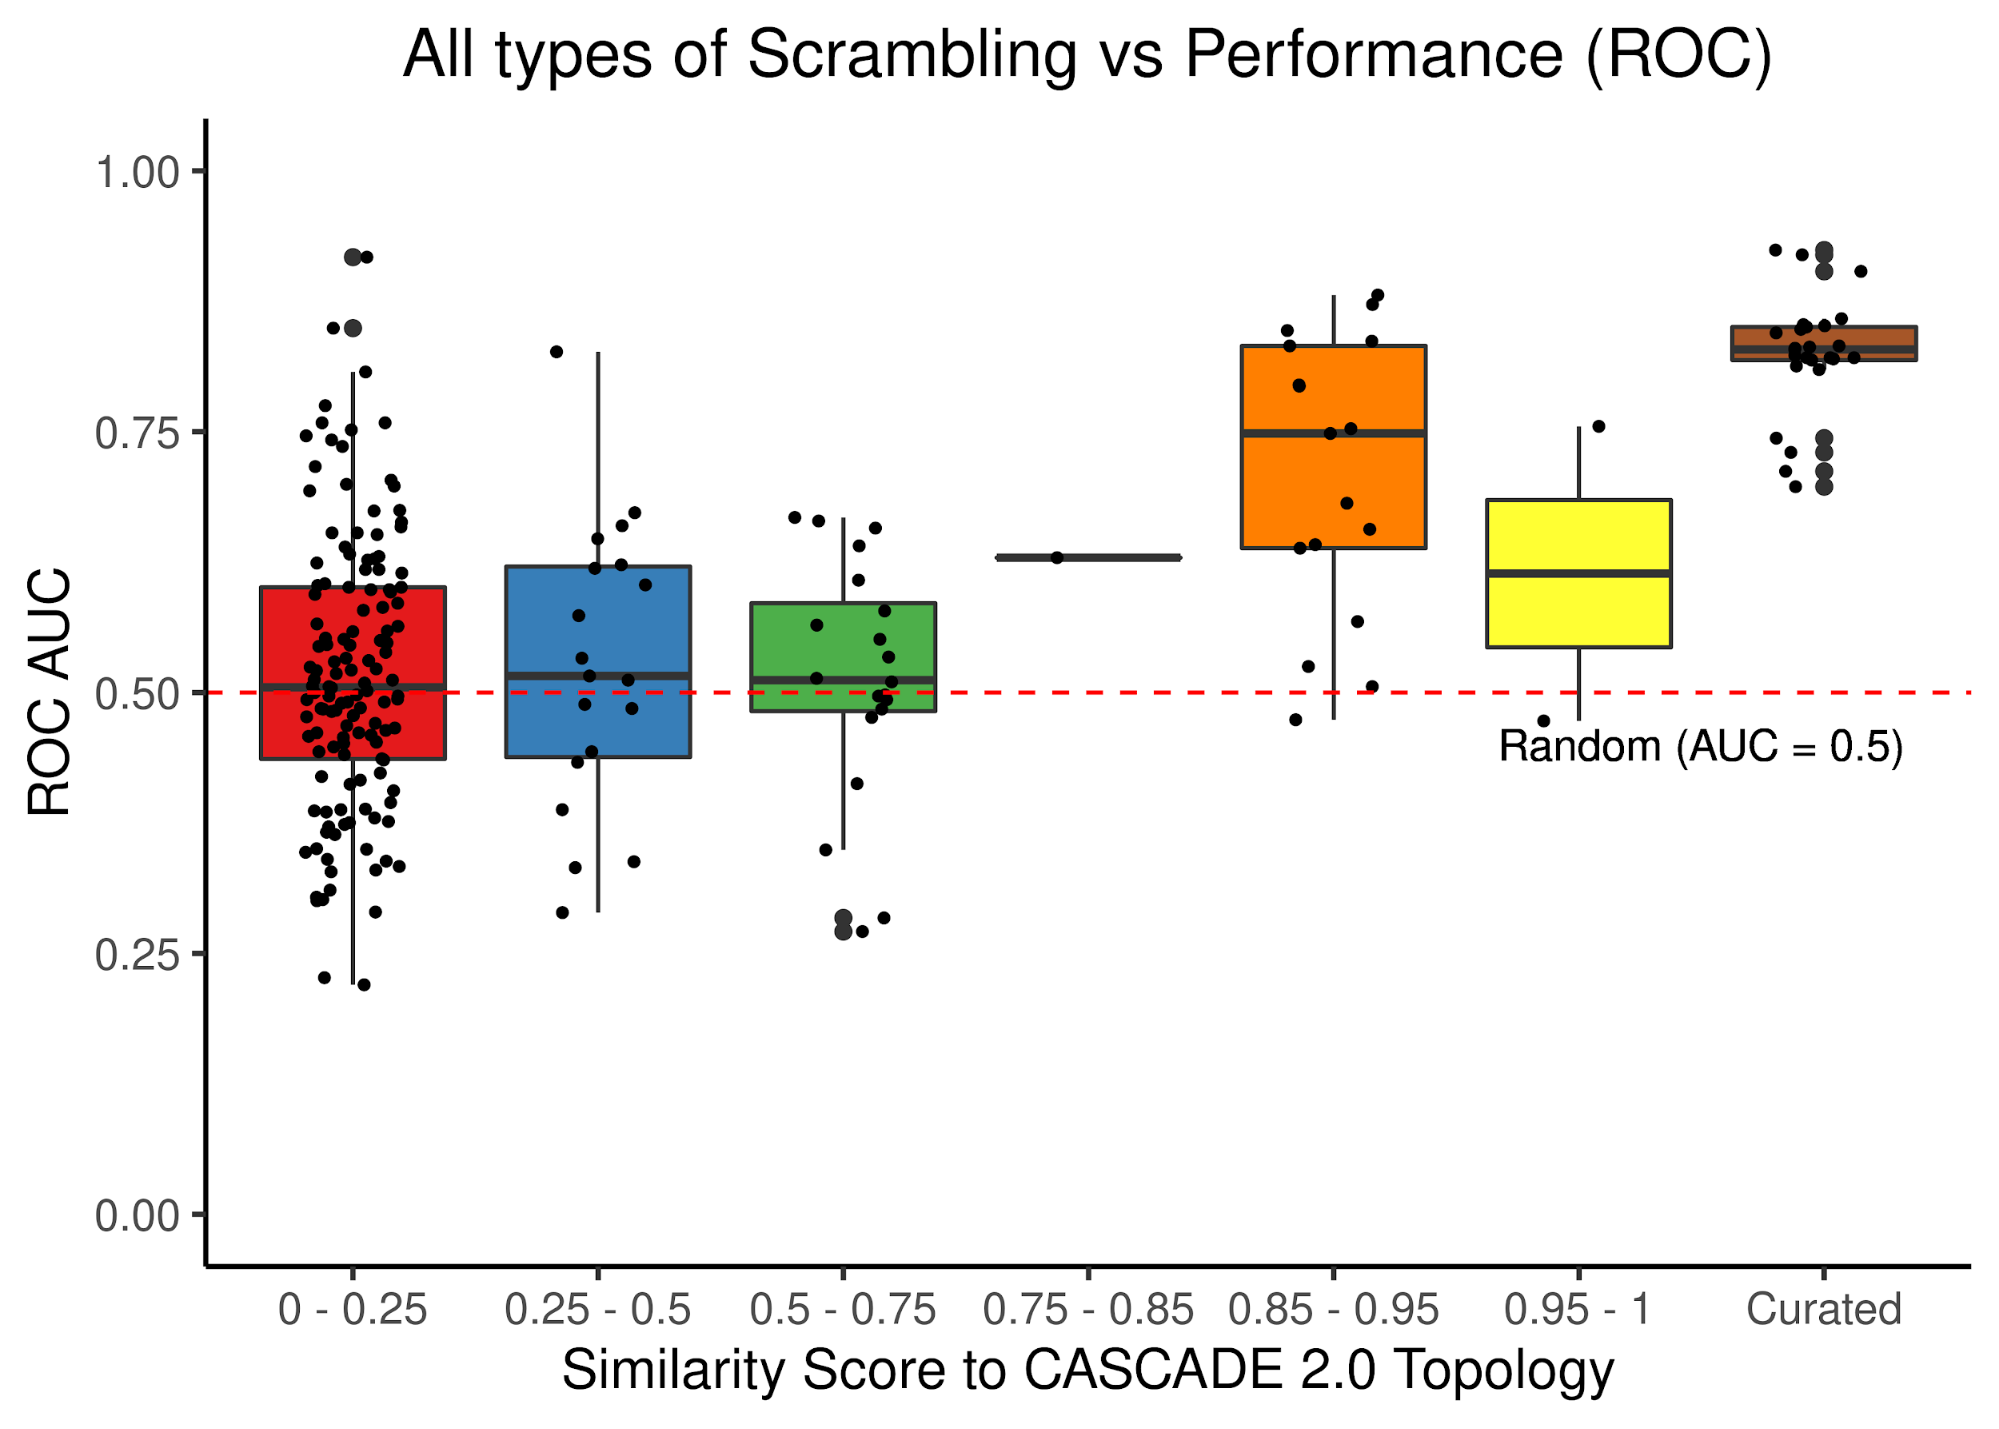 All types of Scrambling vs Performance (ROC)
ROC AUC
1.00
0.75
0.50
0.25
0.00
Random (AUC = 0.5)
0 - 0.25 0.25 - 0.5 0.5 - 0.75 0.75 - 0.85 0.85 - 0.95 0.95 - 1 Curated
Similarity Score to CASCADE 2.0 Topology